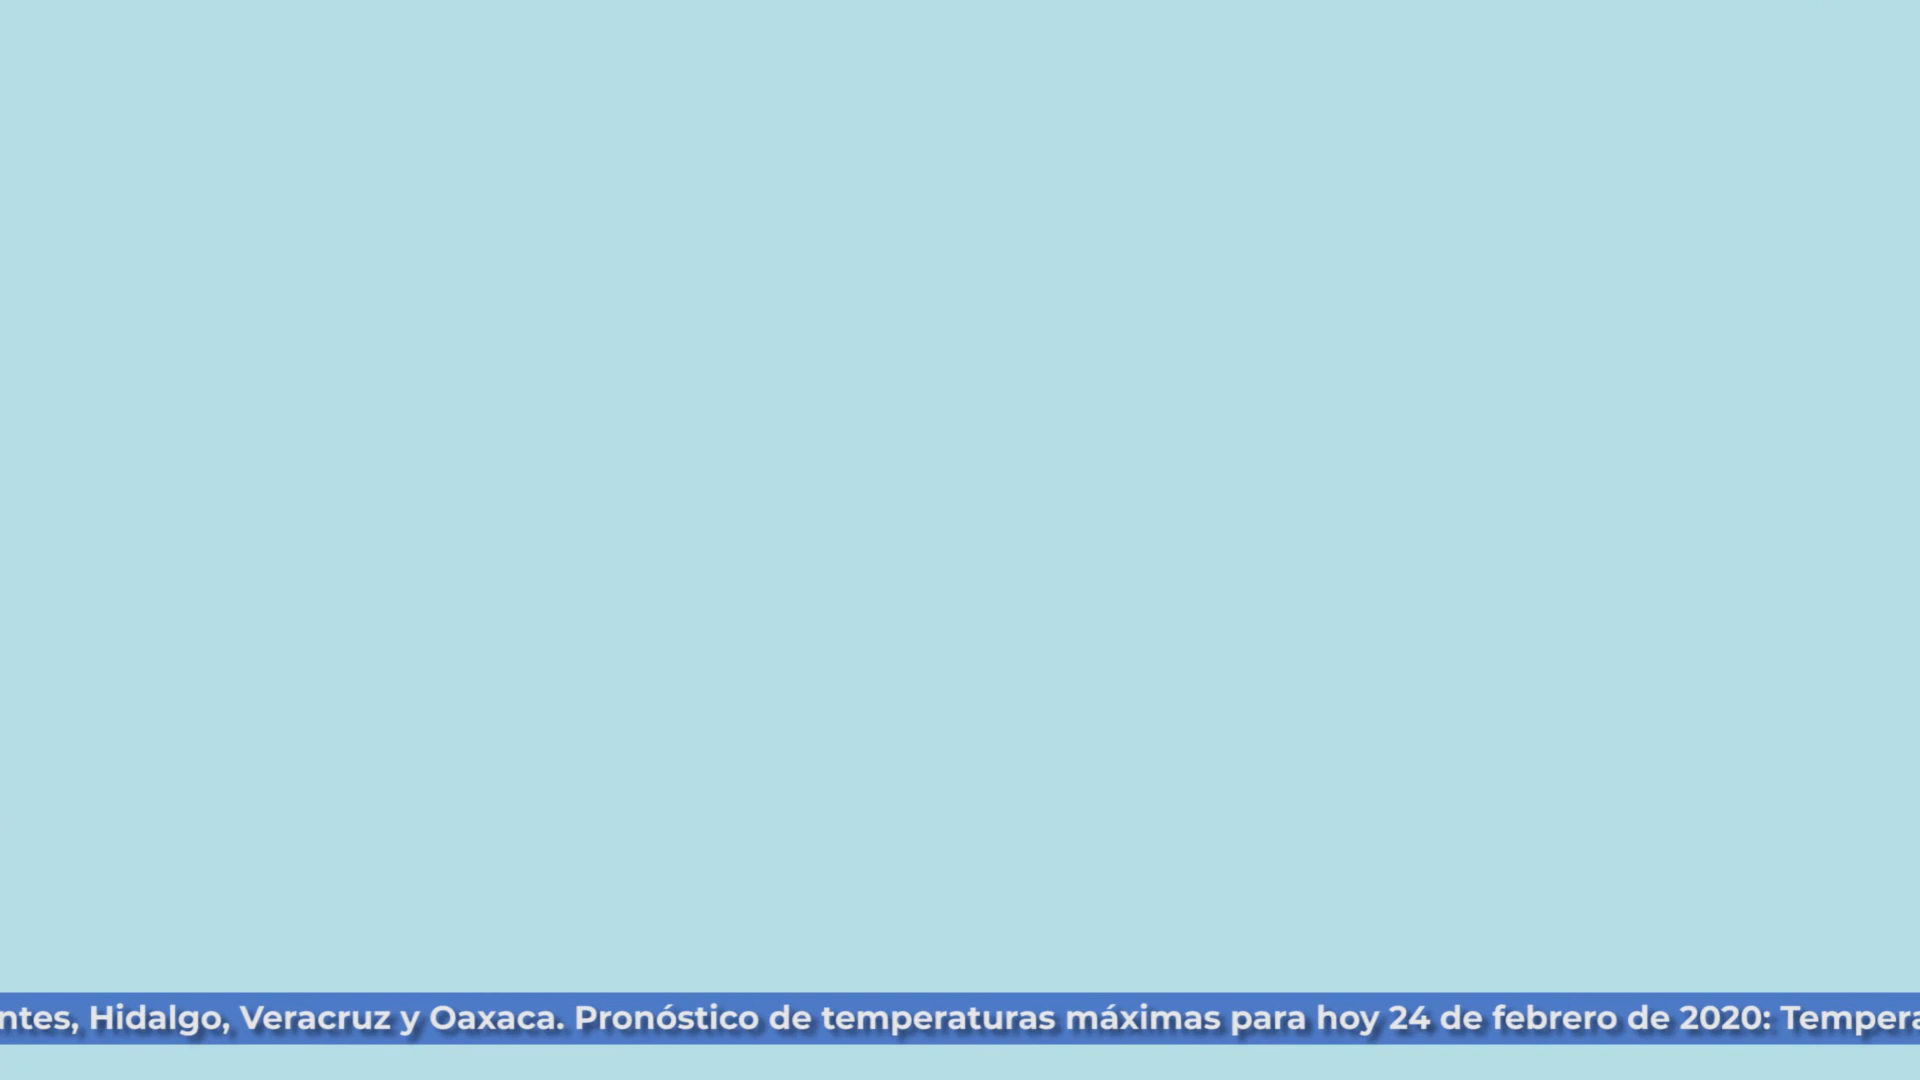 ntes, Hidalgo, Veracruz y Oaxaca. Pronóstico de temperaturas máximas para hoy 24 de febrero de 2020: Tempera